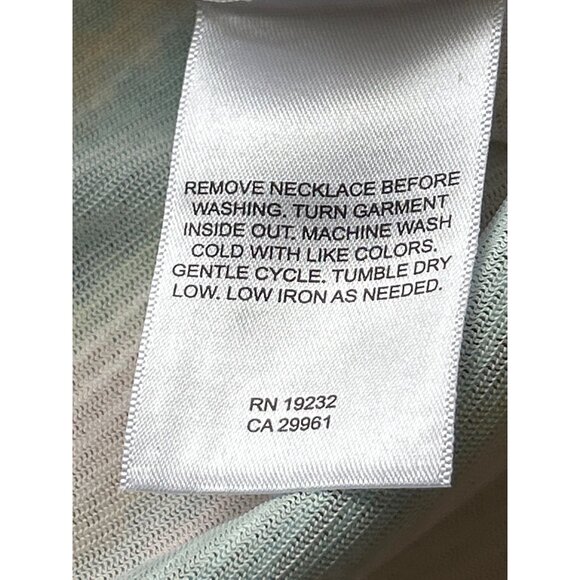 REMOVE NECKLACE BEFORE
WASHING. TURN GARMENT
INSIDE OUT. MACHINE WASH
COLD WITH LIKE COLORS.
GENTLE CYCLE. TUMBLE DRY
LOW. LOW IRON AS NEEDED.
RN 19232
CA 29961